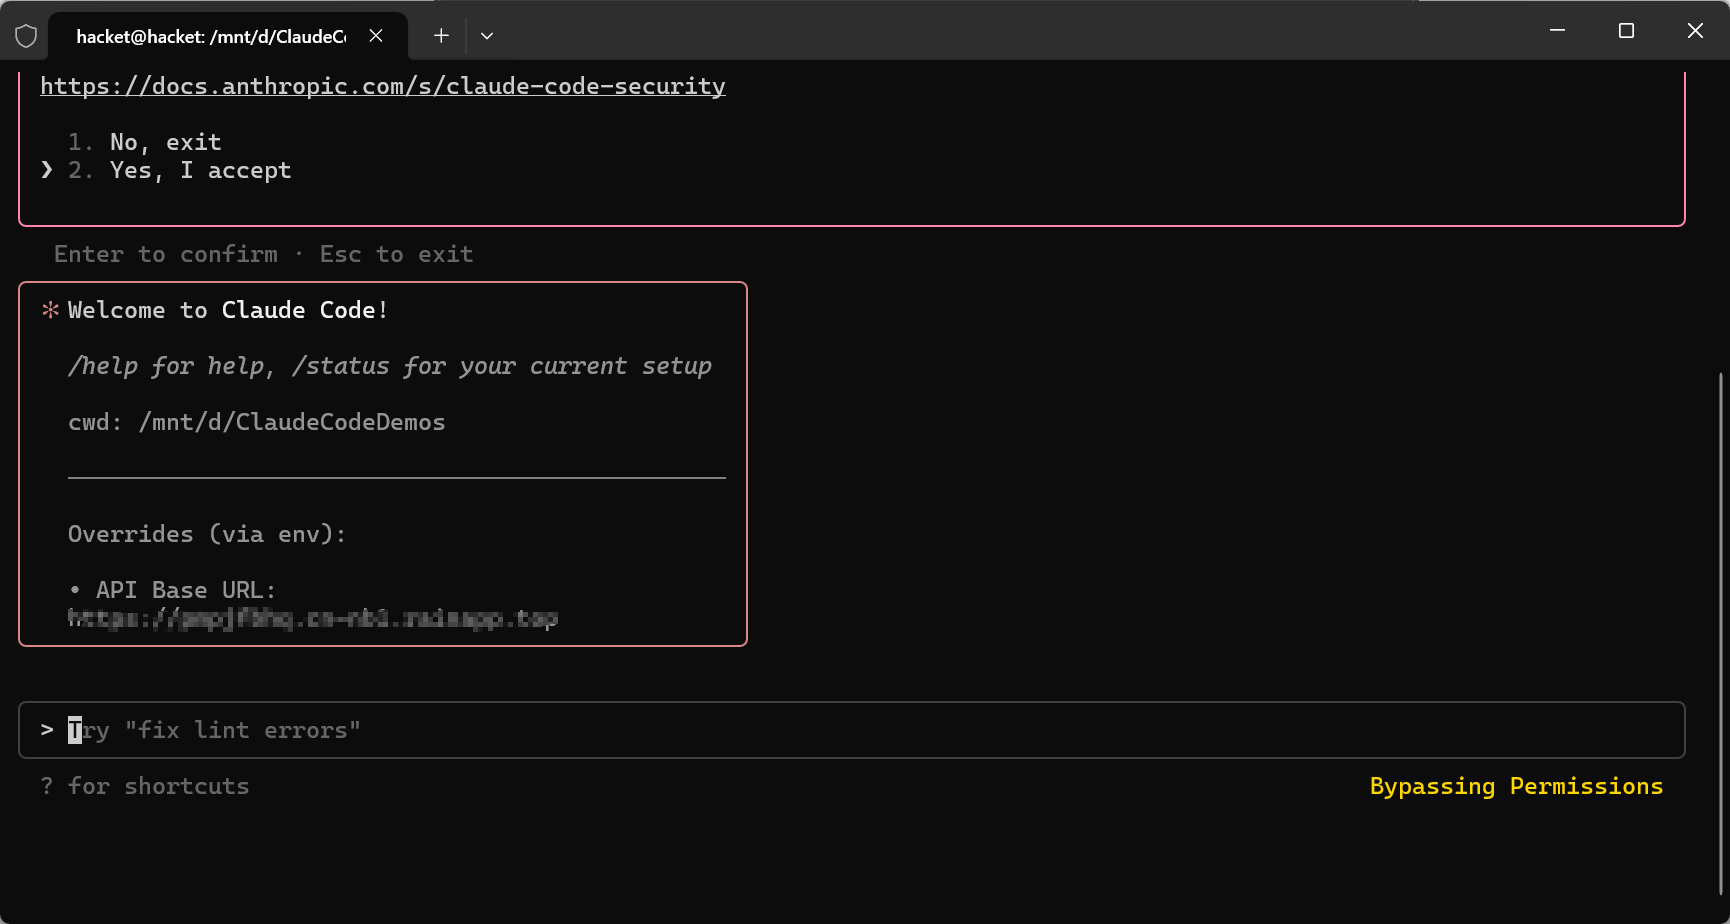 hacket@hacket: /mnt/d/ClaudeC
https://docs.anthropic.com/s/claude-code-security
1. No, exit
❯ 2. Yes, I accept
Enter to confirm · Esc to exit
✻ Welcome to Claude Code!
/help for help, /status for your current setup
cwd: /mnt/d/ClaudeCodeDemos
Overrides (via env):
• API Base URL:
> Try "fix lint errors"
? for shortcuts
Bypassing Permissions